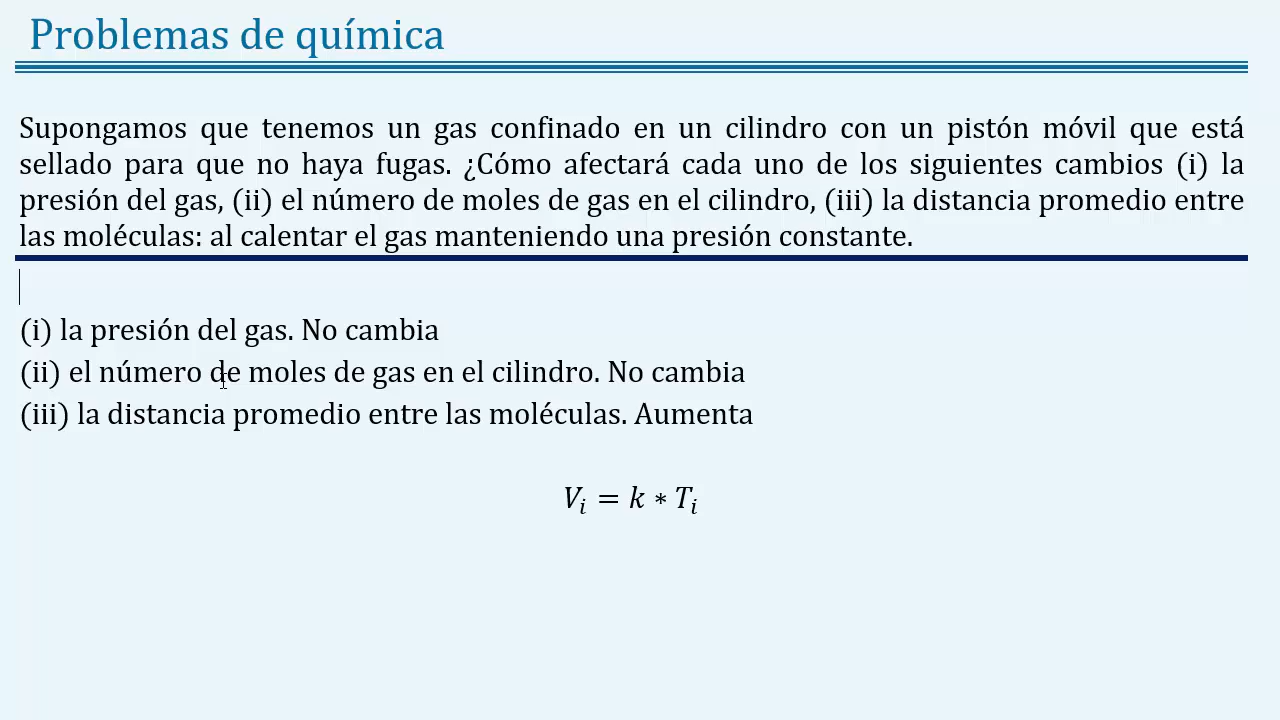 Problemas de química
Supongamos que tenemos un gas confinado en un cilindro con un pistón móvil que está
sellado para que no haya fugas. ¿Cómo afectará cada uno de los siguientes cambios (i) la
presión del gas, (ii) el número de moles de gas en el cilindro, (iii) la distancia promedio entre
las moléculas: al calentar el gas manteniendo una presión constante.
(i) la presión del gas. No cambia
(ii) el número de moles de gas en el cilindro. No cambia
(iii) la distancia promedio entre las moléculas. Aumenta
Vᵢ = k ∗ Tᵢ